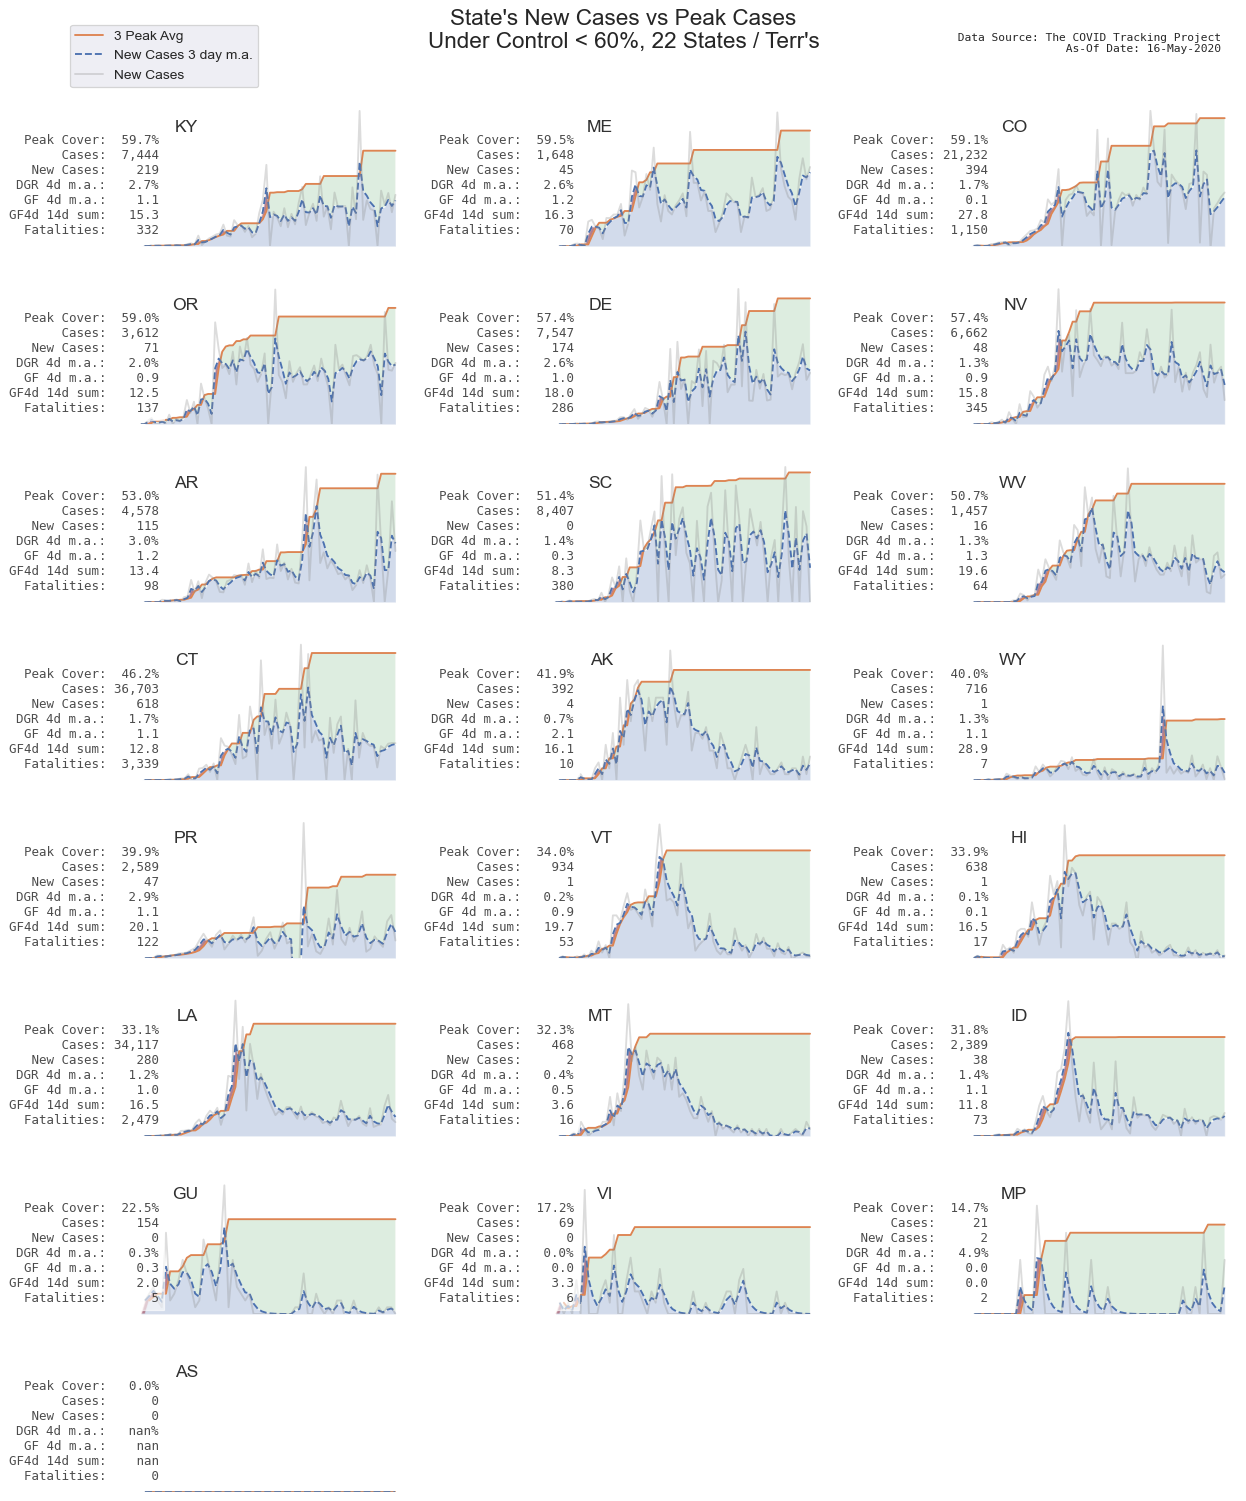 State's New Cases vs Peak Cases
Under Control < 60%, 22 States / Terr's
3 Peak Avg
New Cases 3 day m.a.
New Cases
Data Source: The COVID Tracking Project
As-Of Date: 16-May-2020
KY
Peak Cover: 59.7%
Cases: 7,444
New Cases: 219
DGR 4d m.a.: 2.7%
GF 4d m.a.: 1.1
GF4d 14d sum: 15.3
Fatalities: 332
ME
Peak Cover: 59.5%
Cases: 1,648
New Cases: 45
DGR 4d m.a.: 2.6%
GF 4d m.a.: 1.2
GF4d 14d sum: 16.3
Fatalities: 70
CO
Peak Cover: 59.1%
Cases: 21,232
New Cases: 394
DGR 4d m.a.: 1.7%
GF 4d m.a.: 0.1
GF4d 14d sum: 27.8
Fatalities: 1,150
OR
Peak Cover: 59.0%
Cases: 3,612
New Cases: 71
DGR 4d m.a.: 2.0%
GF 4d m.a.: 0.9
GF4d 14d sum: 12.5
Fatalities: 137
DE
Peak Cover: 57.4%
Cases: 7,547
New Cases: 174
DGR 4d m.a.: 2.6%
GF 4d m.a.: 1.0
GF4d 14d sum: 18.0
Fatalities: 286
NV
Peak Cover: 57.4%
Cases: 6,662
New Cases: 48
DGR 4d m.a.: 1.3%
GF 4d m.a.: 0.9
GF4d 14d sum: 15.8
Fatalities: 345
AR
Peak Cover: 53.0%
Cases: 4,578
New Cases: 115
DGR 4d m.a.: 3.0%
GF 4d m.a.: 1.2
GF4d 14d sum: 13.4
Fatalities: 98
SC
Peak Cover: 51.4%
Cases: 8,407
New Cases: 0
DGR 4d m.a.: 1.4%
GF 4d m.a.: 0.3
GF4d 14d sum: 8.3
Fatalities: 380
WV
Peak Cover: 50.7%
Cases: 1,457
New Cases: 16
DGR 4d m.a.: 1.3%
GF 4d m.a.: 1.3
GF4d 14d sum: 19.6
Fatalities: 64
CT
Peak Cover: 46.2%
Cases: 36,703
New Cases: 618
DGR 4d m.a.: 1.7%
GF 4d m.a.: 1.1
GF4d 14d sum: 12.8
Fatalities: 3,339
AK
Peak Cover: 41.9%
Cases: 392
New Cases: 4
DGR 4d m.a.: 0.7%
GF 4d m.a.: 2.1
GF4d 14d sum: 16.1
Fatalities: 10
WY
Peak Cover: 40.0%
Cases: 716
New Cases: 1
DGR 4d m.a.: 1.3%
GF 4d m.a.: 1.1
GF4d 14d sum: 28.9
Fatalities: 7
PR
Peak Cover: 39.9%
Cases: 2,589
New Cases: 47
DGR 4d m.a.: 2.9%
GF 4d m.a.: 1.1
GF4d 14d sum: 20.1
Fatalities: 122
VT
Peak Cover: 34.0%
Cases: 934
New Cases: 1
DGR 4d m.a.: 0.2%
GF 4d m.a.: 0.9
GF4d 14d sum: 19.7
Fatalities: 53
HI
Peak Cover: 33.9%
Cases: 638
New Cases: 1
DGR 4d m.a.: 0.1%
GF 4d m.a.: 0.1
GF4d 14d sum: 16.5
Fatalities: 17
LA
Peak Cover: 33.1%
Cases: 34,117
New Cases: 280
DGR 4d m.a.: 1.2%
GF 4d m.a.: 1.0
GF4d 14d sum: 16.5
Fatalities: 2,479
MT
Peak Cover: 32.3%
Cases: 468
New Cases: 2
DGR 4d m.a.: 0.4%
GF 4d m.a.: 0.5
GF4d 14d sum: 3.6
Fatalities: 16
ID
Peak Cover: 31.8%
Cases: 2,389
New Cases: 38
DGR 4d m.a.: 1.4%
GF 4d m.a.: 1.1
GF4d 14d sum: 11.8
Fatalities: 73
GU
Peak Cover: 22.5%
Cases: 154
New Cases: 0
DGR 4d m.a.: 0.3%
GF 4d m.a.: 0.3
GF4d 14d sum: 2.0
Fatalities: 5
VI
Peak Cover: 17.2%
Cases: 69
New Cases: 0
DGR 4d m.a.: 0.0%
GF 4d m.a.: 0.0
GF4d 14d sum: 3.3
Fatalities: 6
MP
Peak Cover: 14.7%
Cases: 21
New Cases: 2
DGR 4d m.a.: 4.9%
GF 4d m.a.: 0.0
GF4d 14d sum: 0.0
Fatalities: 2
AS
Peak Cover: 0.0%
Cases: 0
New Cases: 0
DGR 4d m.a.: nan%
GF 4d m.a.: nan
GF4d 14d sum: nan
Fatalities: 0